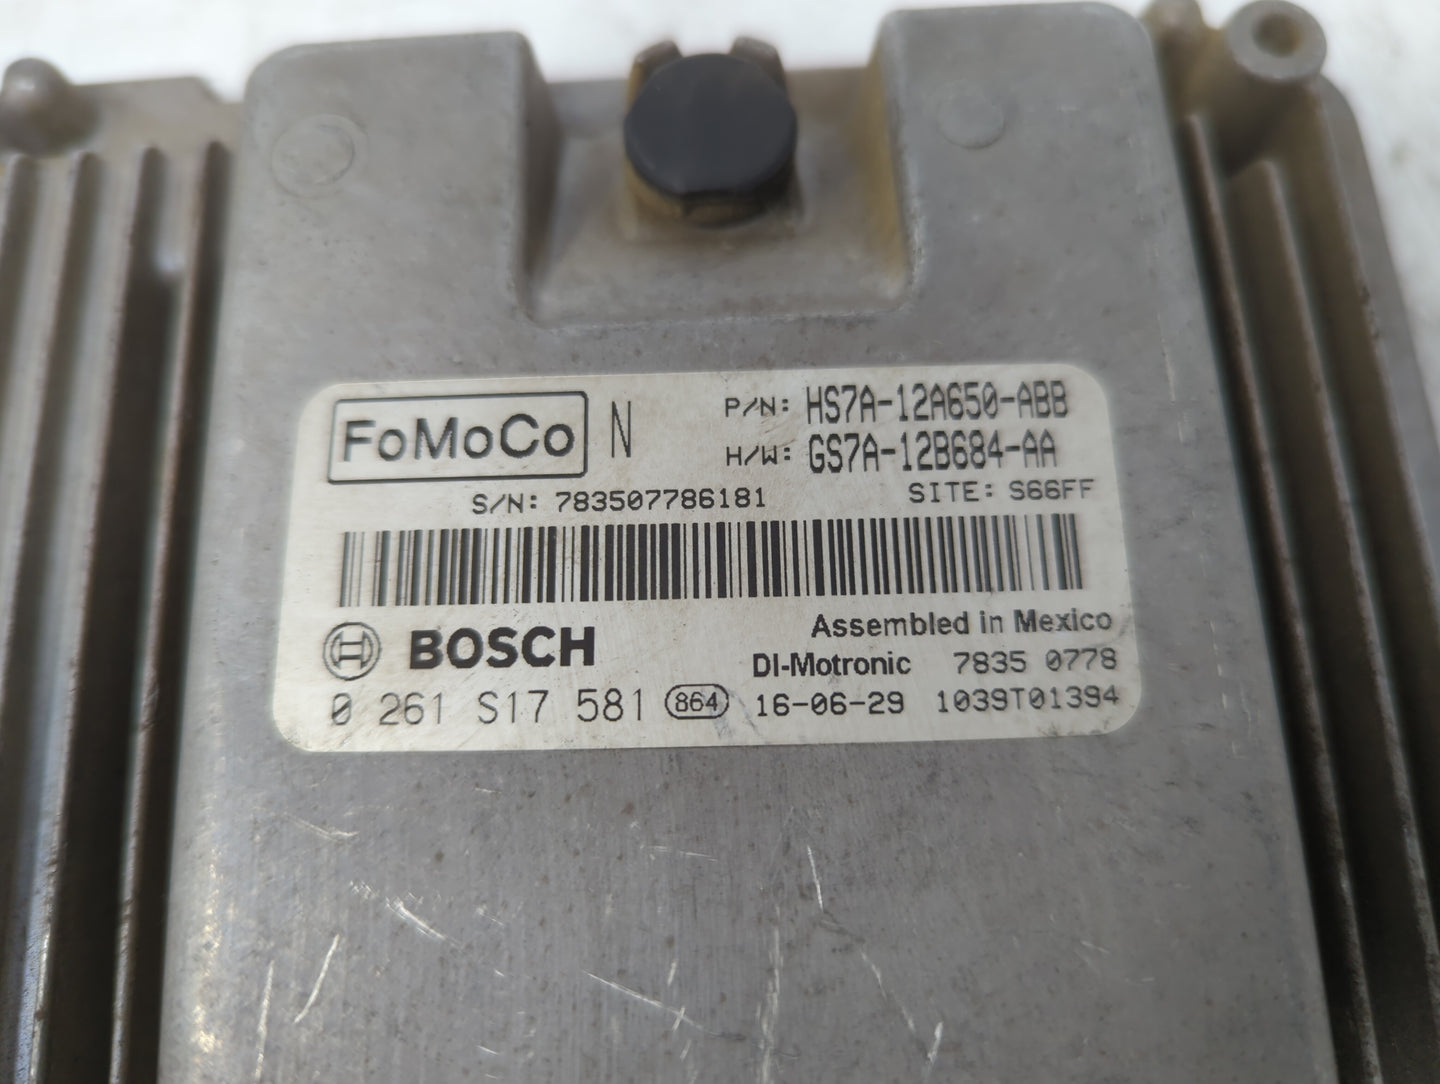 FoMoCo N P/N: HS7A-12A650-ABB
H/W: GS7A-12B684-AA
S/N: 783507786181 SITE: S66FF
Assembled in Mexico
BOSCH DI-Motronic 7835 0778
0 261 S17 581 864 16-06-29 1039T01394